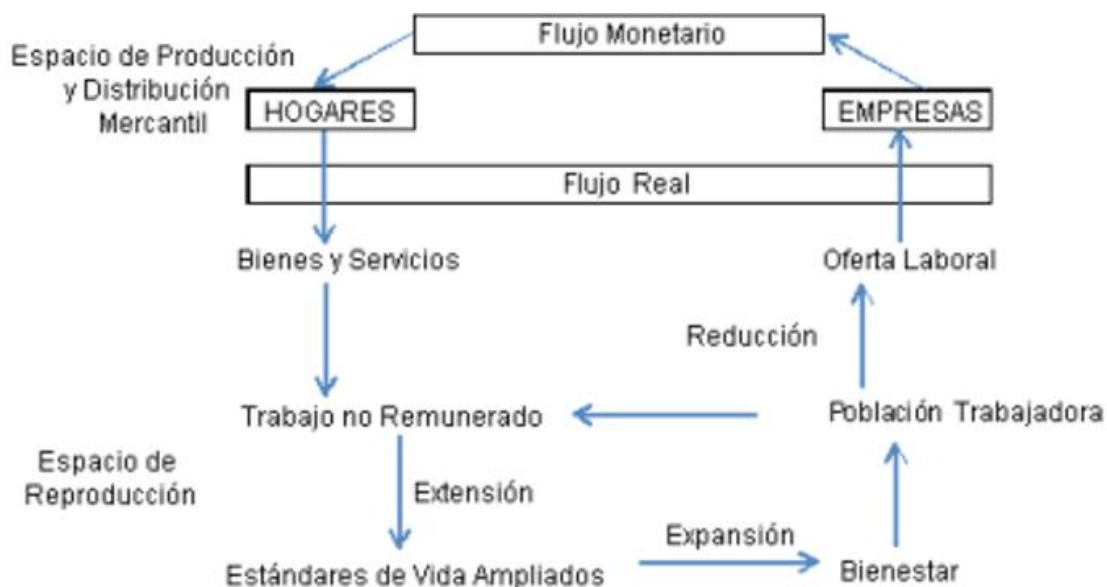 Flujo Monetario
Espacio de Producción
y Distribución
Mercantil
HOGARES
EMPRESAS
Flujo Real
Bienes y Servicios
Oferta Laboral
Reducción
Trabajo no Remunerado
Población Trabajadora
Espacio de
Reproducción
Extensión
Expansión
Estándares de Vida Ampliados
Bienestar